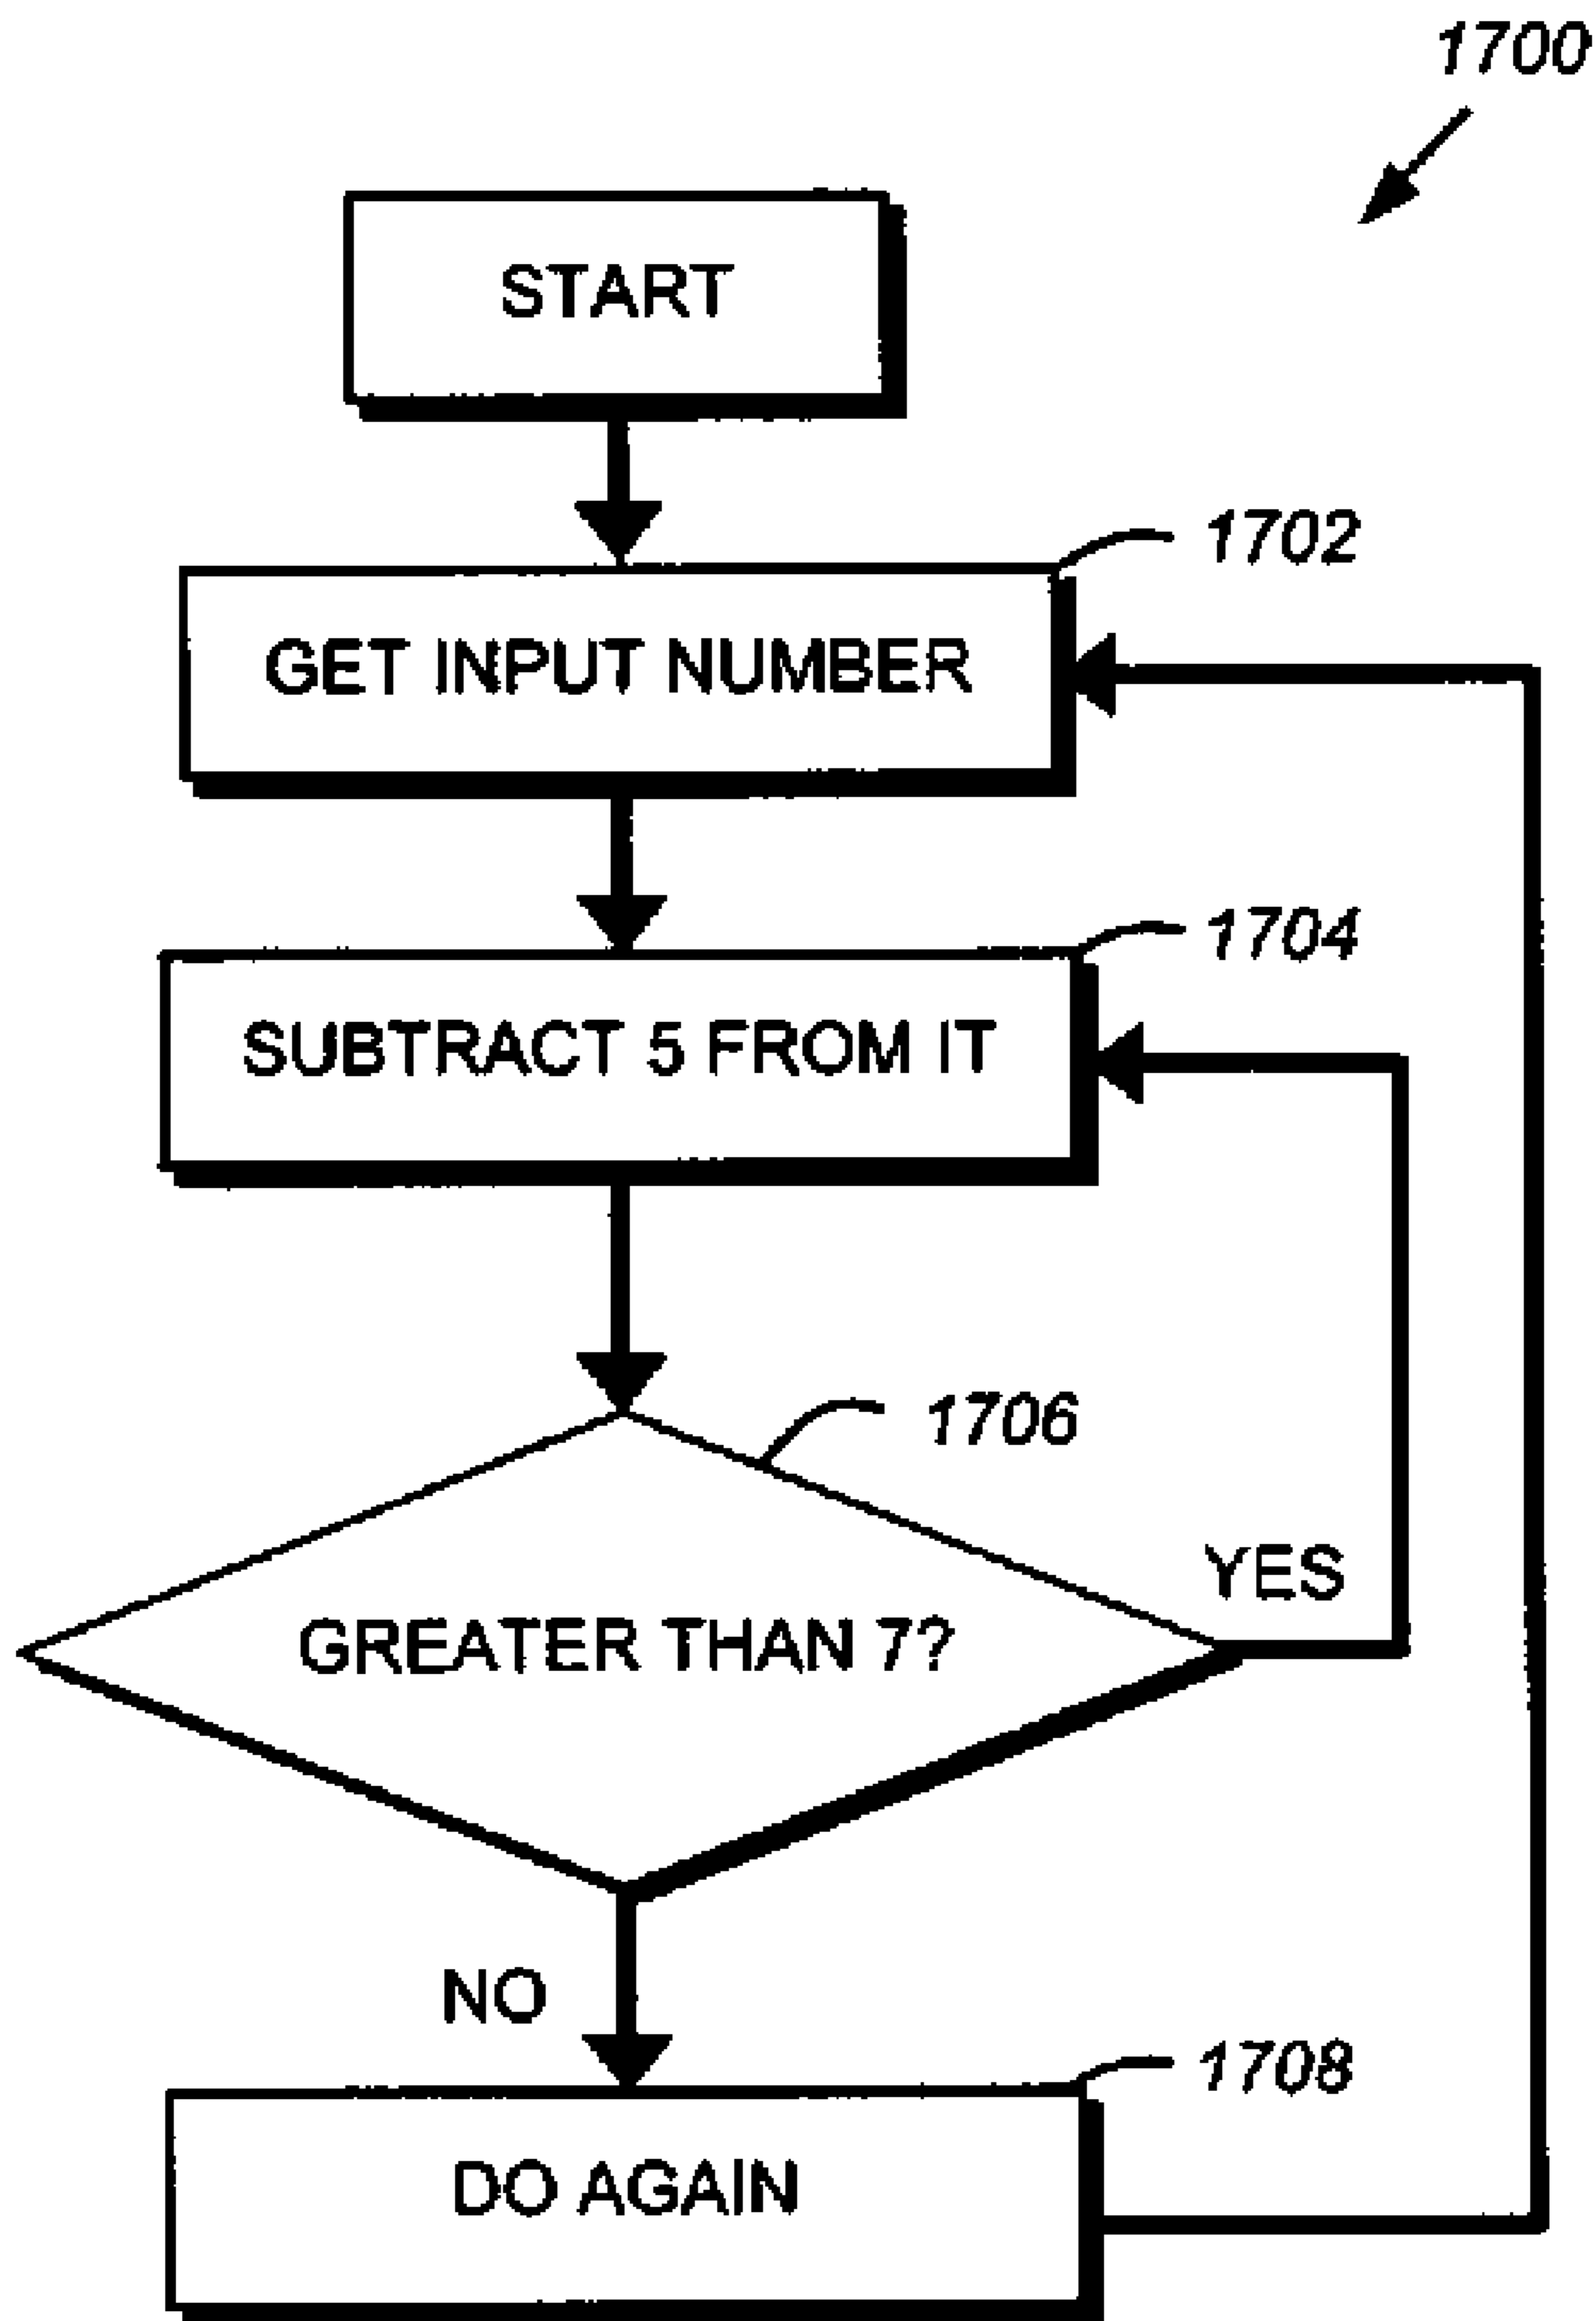 1700
START
1702
GET INPUT NUMBER
1704
SUBTRACT 5 FROM IT
1706
YES
GREATER THAN 7?
NO
1708
DO AGAIN